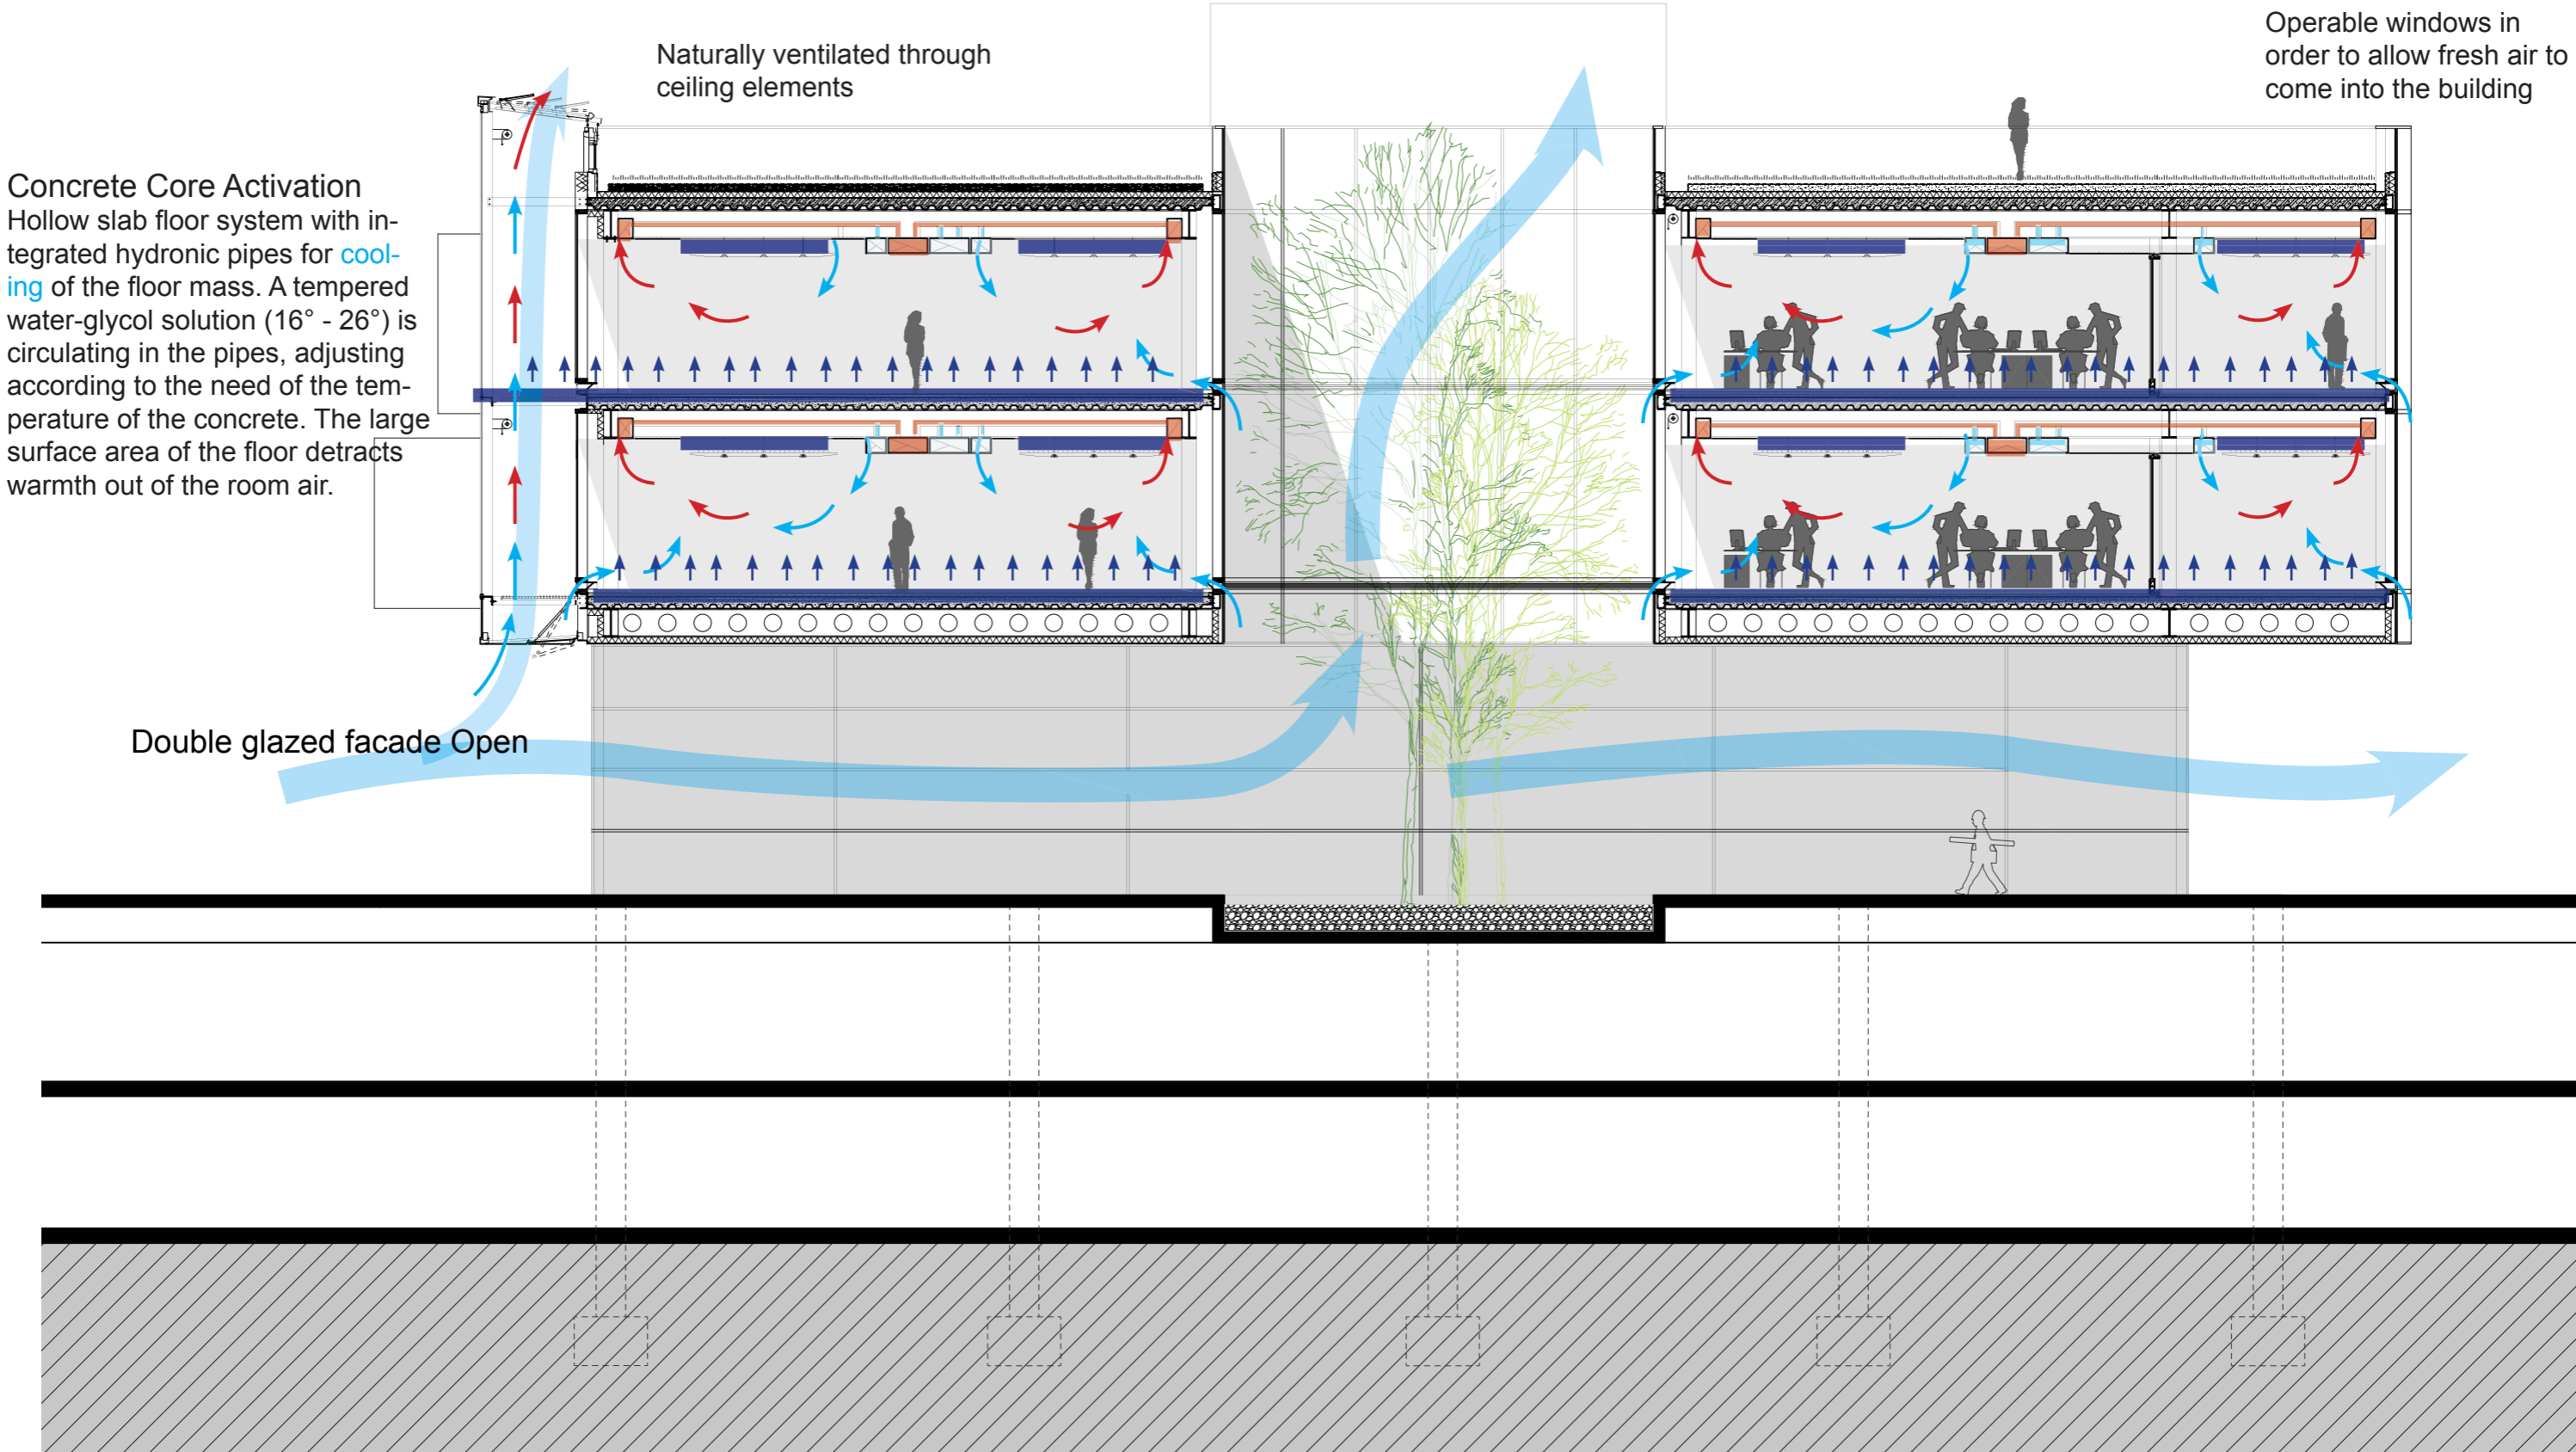 Naturally ventilated through
ceiling elements
Operable windows in
order to allow fresh air to
come into the building
Concrete Core Activation
Hollow slab floor system with in-
tegrated hydronic pipes for cool-
ing of the floor mass. A tempered
water-glycol solution (16° - 26°) is
circulating in the pipes, adjusting
according to the need of the tem-
perature of the concrete. The large
surface area of the floor detracts
warmth out of the room air.
Double glazed facade Open